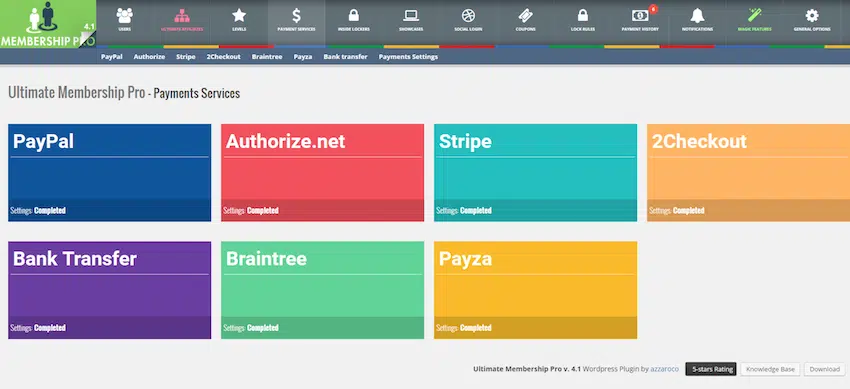 4.1
MEMBERSHIP PRO
USERS
AFFILIATE MANAGED
LEVELS
PAYMENT SERVICES
INSIDE LOCKERS
SHOWCASES
SOCIAL LOGIN
COUPONS
LOCK RULES
6
PAYMENT HISTORY
NOTIFICATIONS
MAGIC FEATURES
GENERAL OPTIONS
PayPal Authorize Stripe 2Checkout Braintree Payza Bank transfer Payments Settings
Ultimate Membership Pro - Payments Services
PayPal
Settings: Completed
Authorize.net
Settings: Completed
Stripe
Settings: Completed
2Checkout
Settings: Completed
Bank Transfer
Settings: Completed
Braintree
Settings: Completed
Payza
Settings: Completed
Ultimate Membership Pro v. 4.1 Wordpress Plugin by azzaroco 5-stars Rating Knowledge Base Download